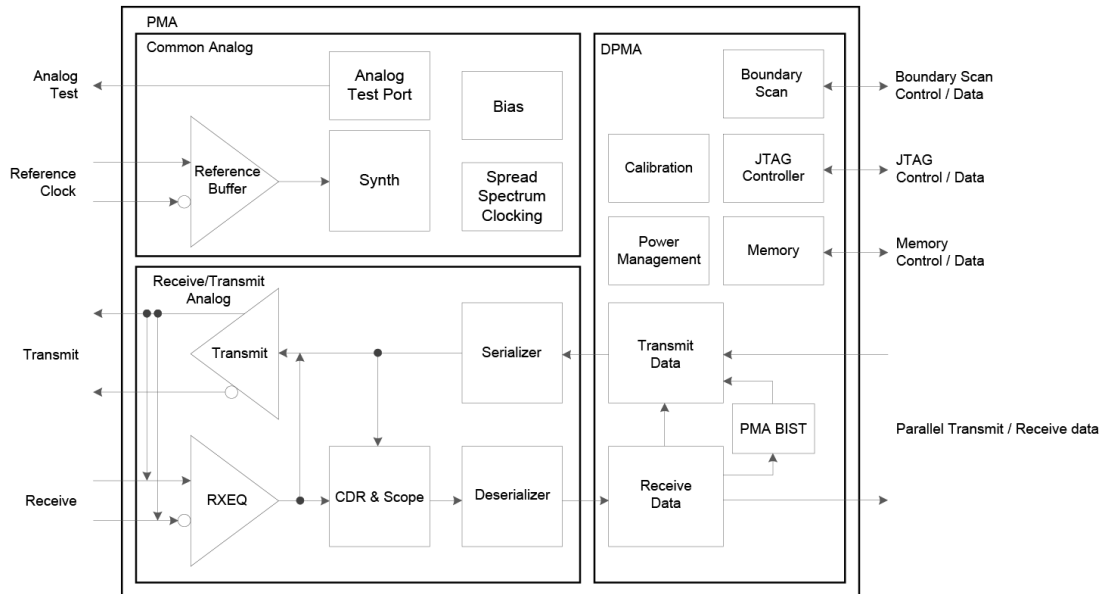 PMA
Common Analog
Analog
Test
Analog
Test Port
Bias
Reference
Clock
Reference
Buffer
Synth
Spread
Spectrum
Clocking
DPMA
Boundary
Scan
Boundary Scan
Control / Data
Calibration
JTAG
Controller
JTAG
Control / Data
Power
Management
Memory
Memory
Control / Data
Receive/Transmit
Analog
Transmit
Transmit
Serializer
Transmit
Data
PMA BIST
Parallel Transmit / Receive data
Receive
RXEQ
CDR & Scope
Deserializer
Receive
Data